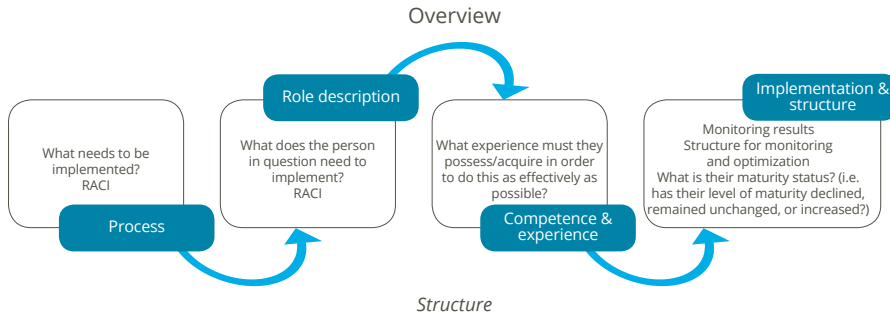 Overview
What needs to be
implemented?
RACI
Process
Role description
What does the person
in question need to
implement?
RACI
What experience must they
possess/acquire in order
to do this as effectively as
possible?
Competence &
experience
Implementation &
structure
Monitoring results
Structure for monitoring
and optimization
What is their maturity status? (i.e.
has their level of maturity declined,
remained unchanged, or increased?)
Structure